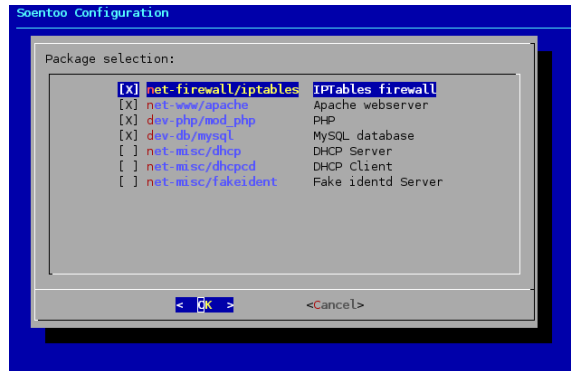 Soentoo Configuration
Package selection:
[X] net-firewall/iptables IPTables firewall
[X] net-www/apache Apache webserver
[X] dev-php/mod_php PHP
[X] dev-db/mysql MySQL database
[ ] net-misc/dhcp DHCP Server
[ ] net-misc/dhcpcd DHCP Client
[ ] net-misc/fakeident Fake identd Server
< OK > <Cancel>